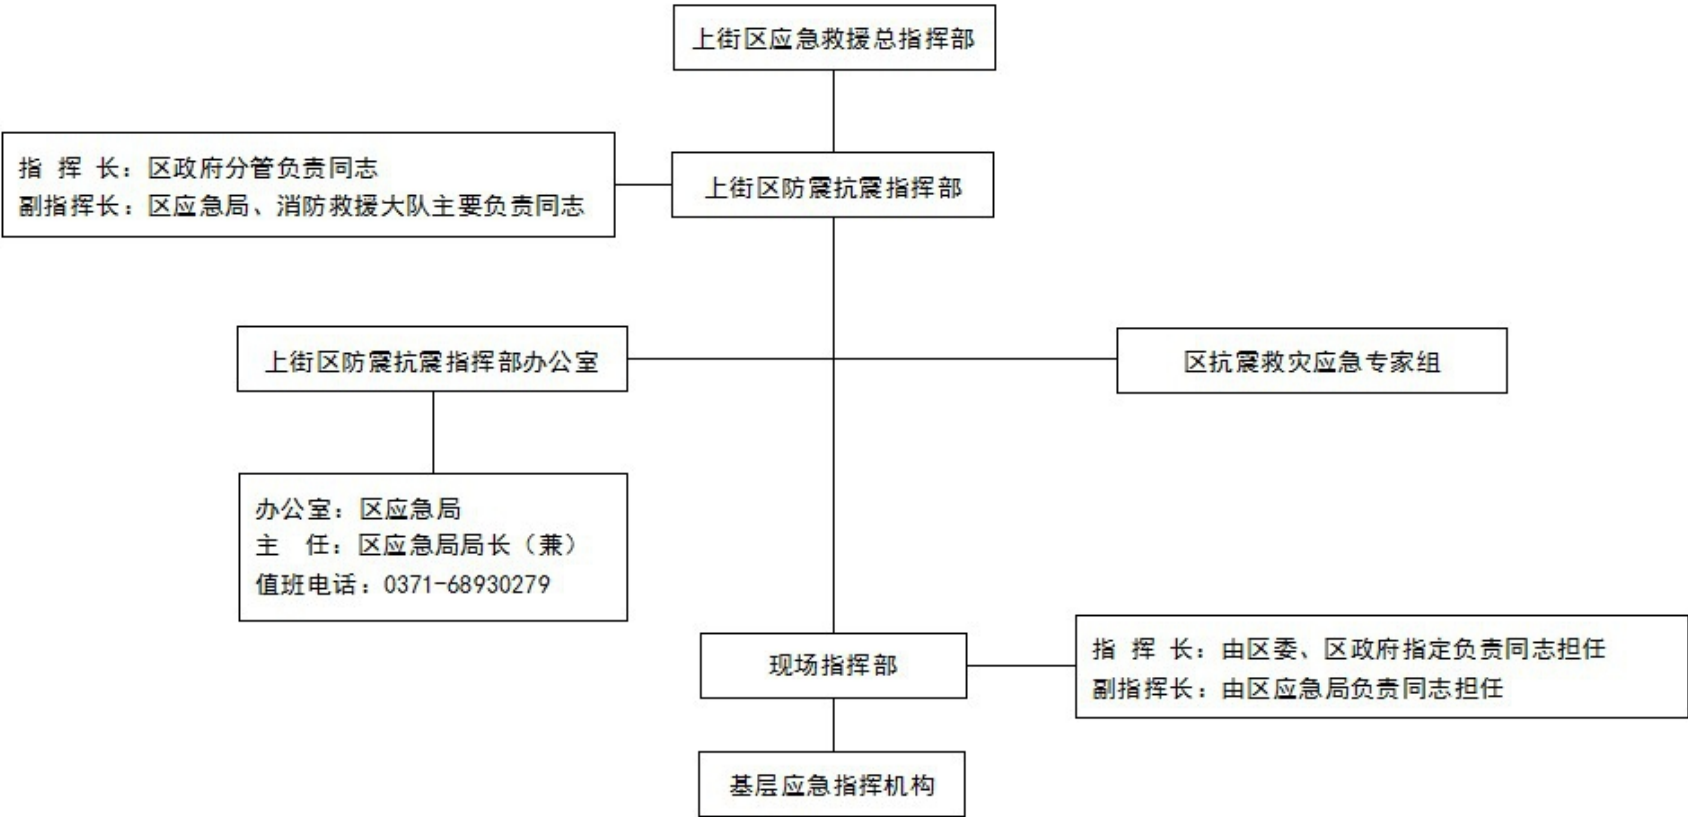 上街区应急救援总指挥部
指 挥 长：区政府分管负责同志
副指挥长：区应急局、消防救援大队主要负责同志
上街区防震抗震指挥部
上街区防震抗震指挥部办公室
区抗震救灾应急专家组
办公室：区应急局
主 任：区应急局局长（兼）
值班电话：0371-68930279
现场指挥部
指 挥 长：由区委、区政府指定负责同志担任
副指挥长：由区应急局负责同志担任
基层应急指挥机构